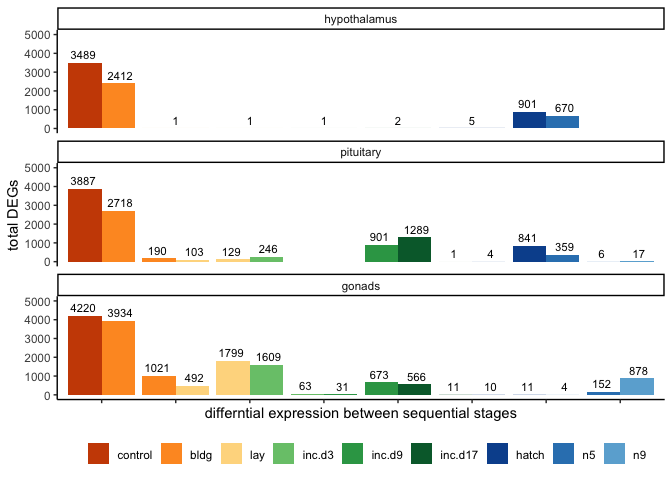 hypothalamus
5000
4000
3000
2000
1000
0
3489 2412 1 1 1 2 5 901 670
pituitary
5000
4000
3000
2000
1000
0
3887 2718 190 103 129 246 901 1289 1 4 841 359 6 17
total DEGs
gonads
5000
4000
3000
2000
1000
0
4220 3934 1021 492 1799 1609 63 31 673 566 11 10 11 4 152 878
differntial expression between sequential stages
control bldg lay inc.d3 inc.d9 inc.d17 hatch n5 n9